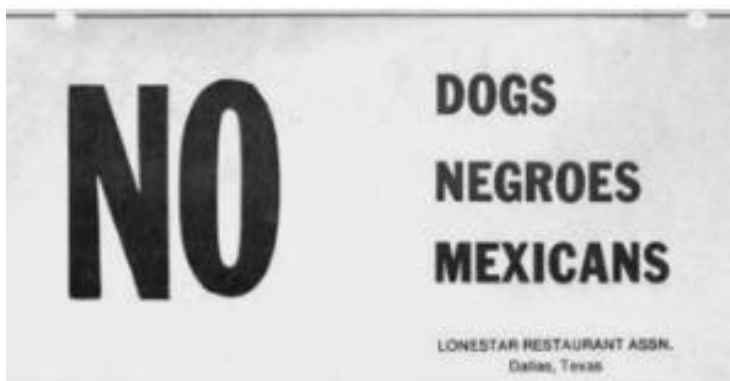 NO
DOGS
NEGROES
MEXICANS
LONESTAR RESTAURANT ASSN.
Dallas, Texas